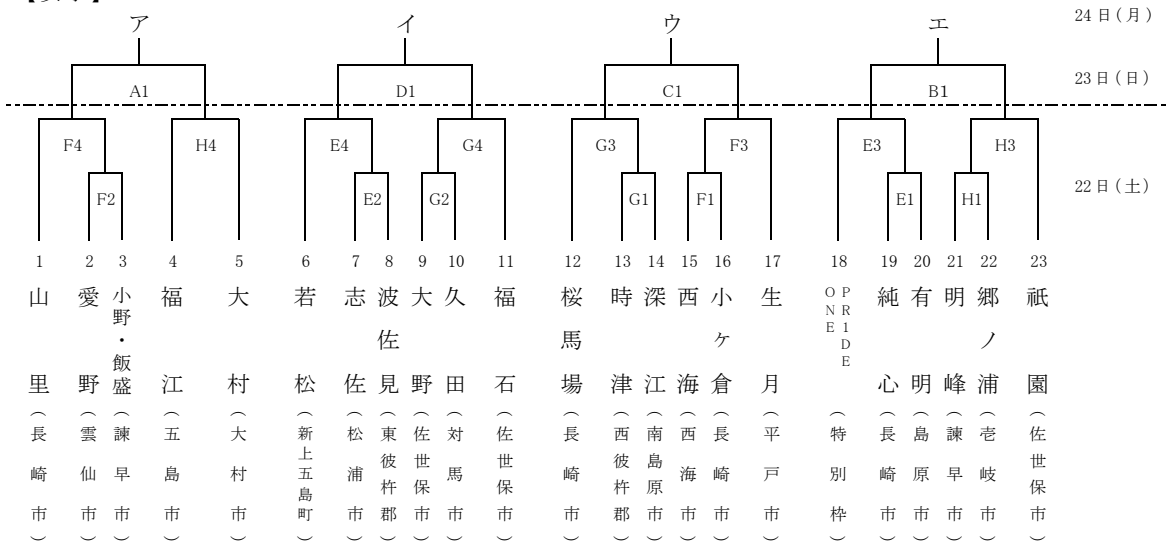 24日(月)
ア イ ウ エ
23日(日)
A1 D1 C1 B1
F4 H4 E4 G4 G3 F3 E3 H3
22日(土)
F2 E2 G2 G1 F1 E1 H1
1 2 3 4 5 6 7 8 9 10 11 12 13 14 15 16 17 18 19 20 21 22 23
山里(長崎市)
愛野(雲仙市)
小野・飯盛(諫早市)
福江(五島市)
大村(大村市)
若松(新上五島町)
志佐(松浦市)
波佐見(東彼杵郡)
大野(佐世保市)
久田(対馬市)
福石(佐世保市)
桜馬場(長崎市)
時津(西彼杵郡)
深江(南島原市)
西海(西海市)
小ヶ倉(長崎市)
生月(平戸市)
PR1DE
ONE
(特別枠)
純心(長崎市)
有明(島原市)
明峰(諫早市)
郷ノ浦(壱岐市)
祇園(佐世保市)